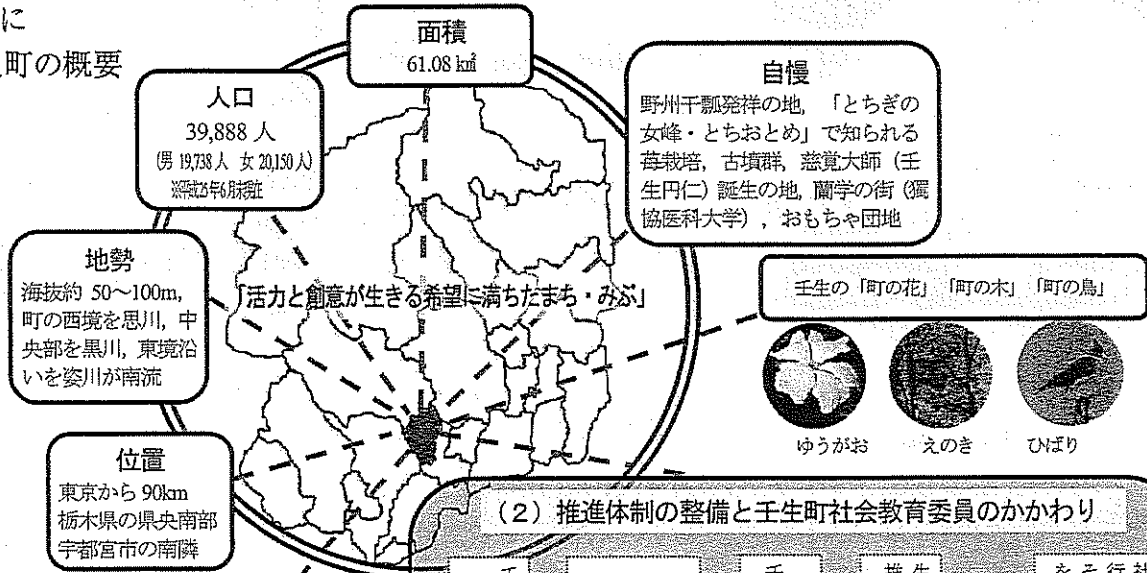 に
町の概要
面積
61.08 ㎢
人口
39,888 人
(男 19,738人 女 20,150人)
自慢
野州干瓢発祥の地，「とちぎの
女峰・とちおとめ」で知られる
苺栽培，古墳群，慈覚大師（壬
生円仁）誕生の地，蘭学の街（獨
協医科大学），おもちゃ団地
地勢
海抜約 50～100m，
町の西境を思川，中
央部を黒川，東境沿
いを姿川が南流
「活力と創意が生きる希望に満ちたまち・みぶ」
壬生の「町の花」「町の木」「町の鳥」
ゆうがお えのき ひばり
位置
東京から 90km
栃木県の県央南部
宇都宮市の南隣
（2）推進体制の整備と壬生町社会教育委員のかかわり